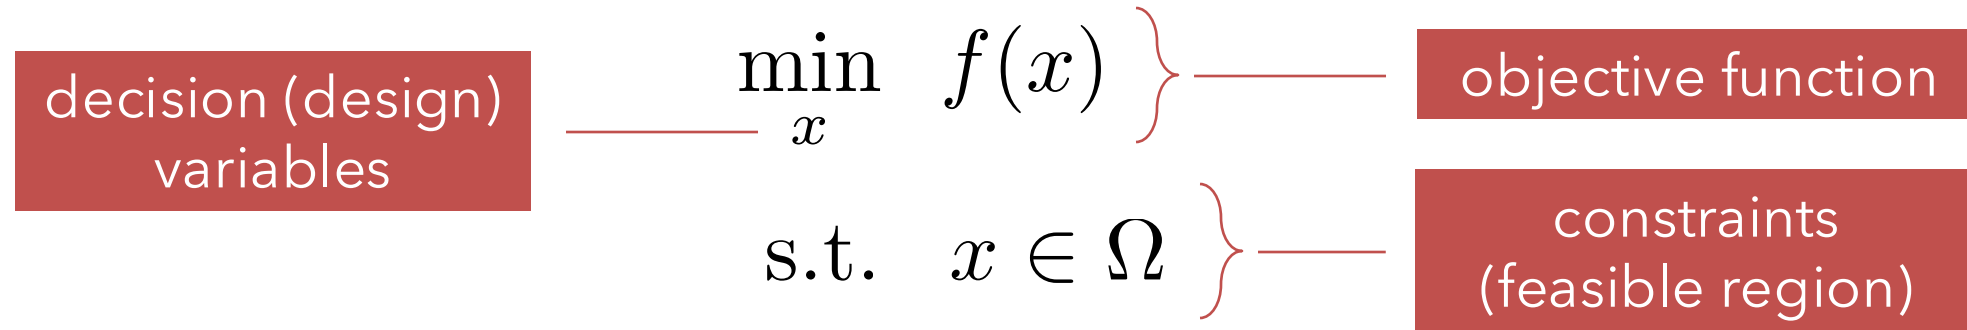 decision (design)
variables
min f(x)
x
objective function
s.t. x ∈ Ω
constraints
(feasible region)